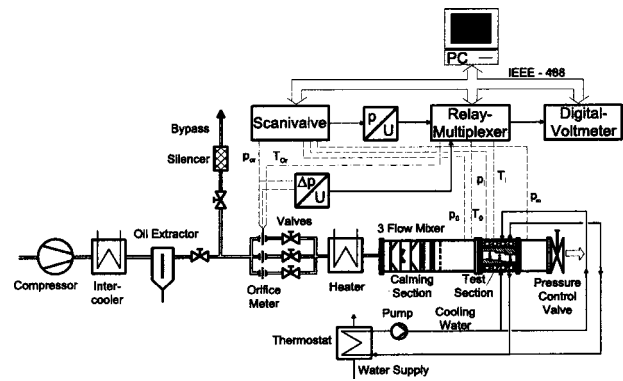 PC
IEEE - 488
Bypass
Scanivalve
p
U
Relay-
Multiplexer
Digital-
Voltmeter
Silencer
p_or
T_Or
Δp
U
p_i
T_i
p_0
T_0
p_∞
Oil Extractor
Valves
3 Flow Mixer
Compressor
Inter-
cooler
Orifice
Meter
Heater
Calming
Section
Test
Section
Pressure
Control
Valve
Pump
Cooling
Water
Thermostat
Water Supply